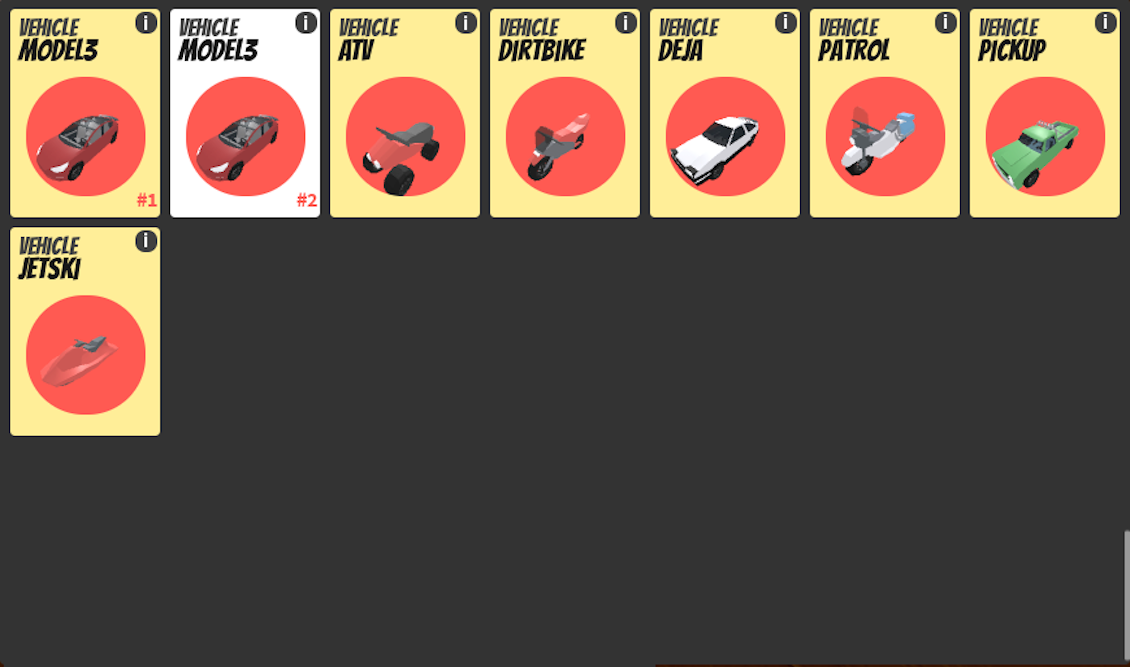 VEHICLE
MODEL3
i
#1
VEHICLE
MODEL3
i
#2
VEHICLE
ATV
i
VEHICLE
DIRTBIKE
i
VEHICLE
DEJA
i
VEHICLE
PATROL
i
VEHICLE
PICKUP
i
VEHICLE
JETSKI
i